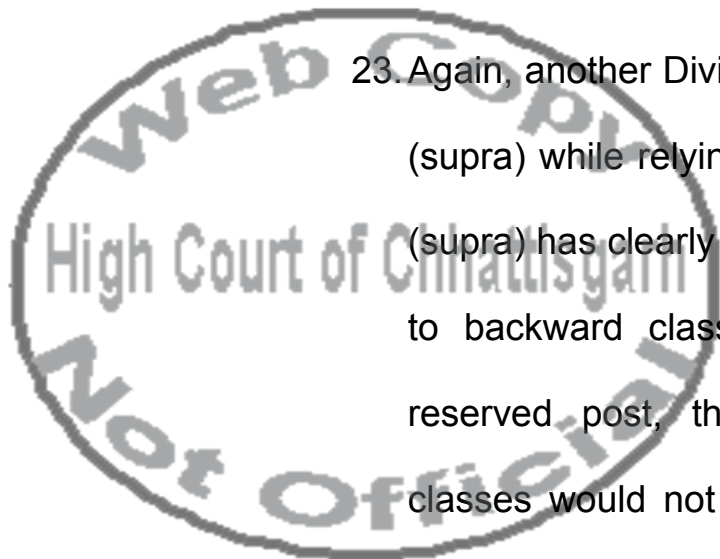 23. Again, another Divi
(supra) while relyin
(supra) has clearly
to backward class
reserved post, th
classes would not
Web Copy
High Court of Chhattisgarh
Not Official